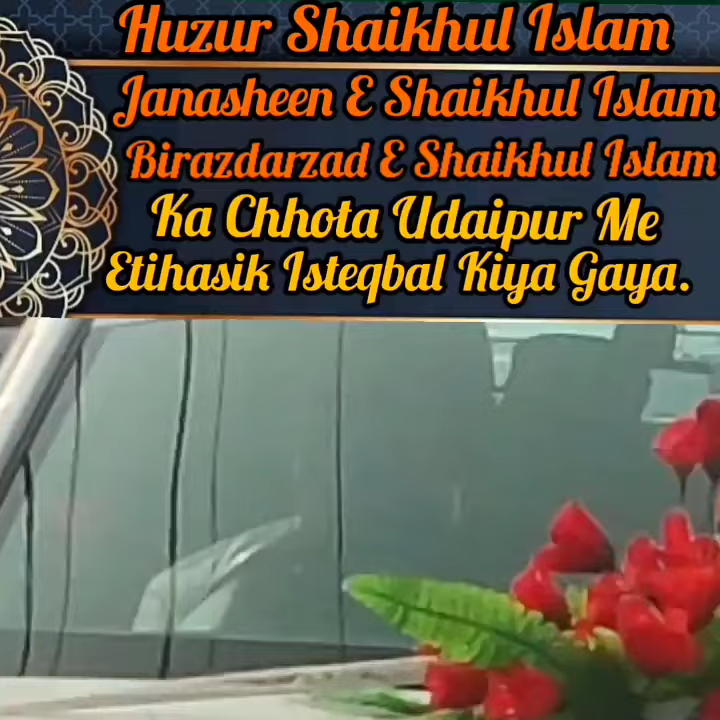 Huzur Shaikhul Islam
Janasheen E Shaikhul Islam
Birazdarzad E Shaikhul Islam
Ka Chhota Udaipur Me
Etihasik Isteqbal Kiya Gaya.